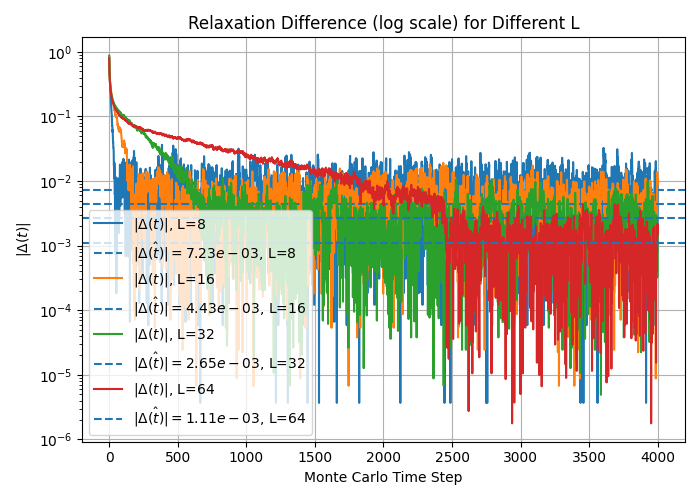 Relaxation Difference (log scale) for Different L
|Δ(t)|
10⁰
10⁻¹
10⁻²
10⁻³
10⁻⁴
10⁻⁵
10⁻⁶
|Δ(t)|, L=8
|Δ(t̂)| = 7.23e − 03, L=8
|Δ(t)|, L=16
|Δ(t̂)| = 4.43e − 03, L=16
|Δ(t)|, L=32
|Δ(t̂)| = 2.65e − 03, L=32
|Δ(t)|, L=64
|Δ(t̂)| = 1.11e − 03, L=64
0 500 1000 1500 2000 2500 3000 3500 4000
Monte Carlo Time Step